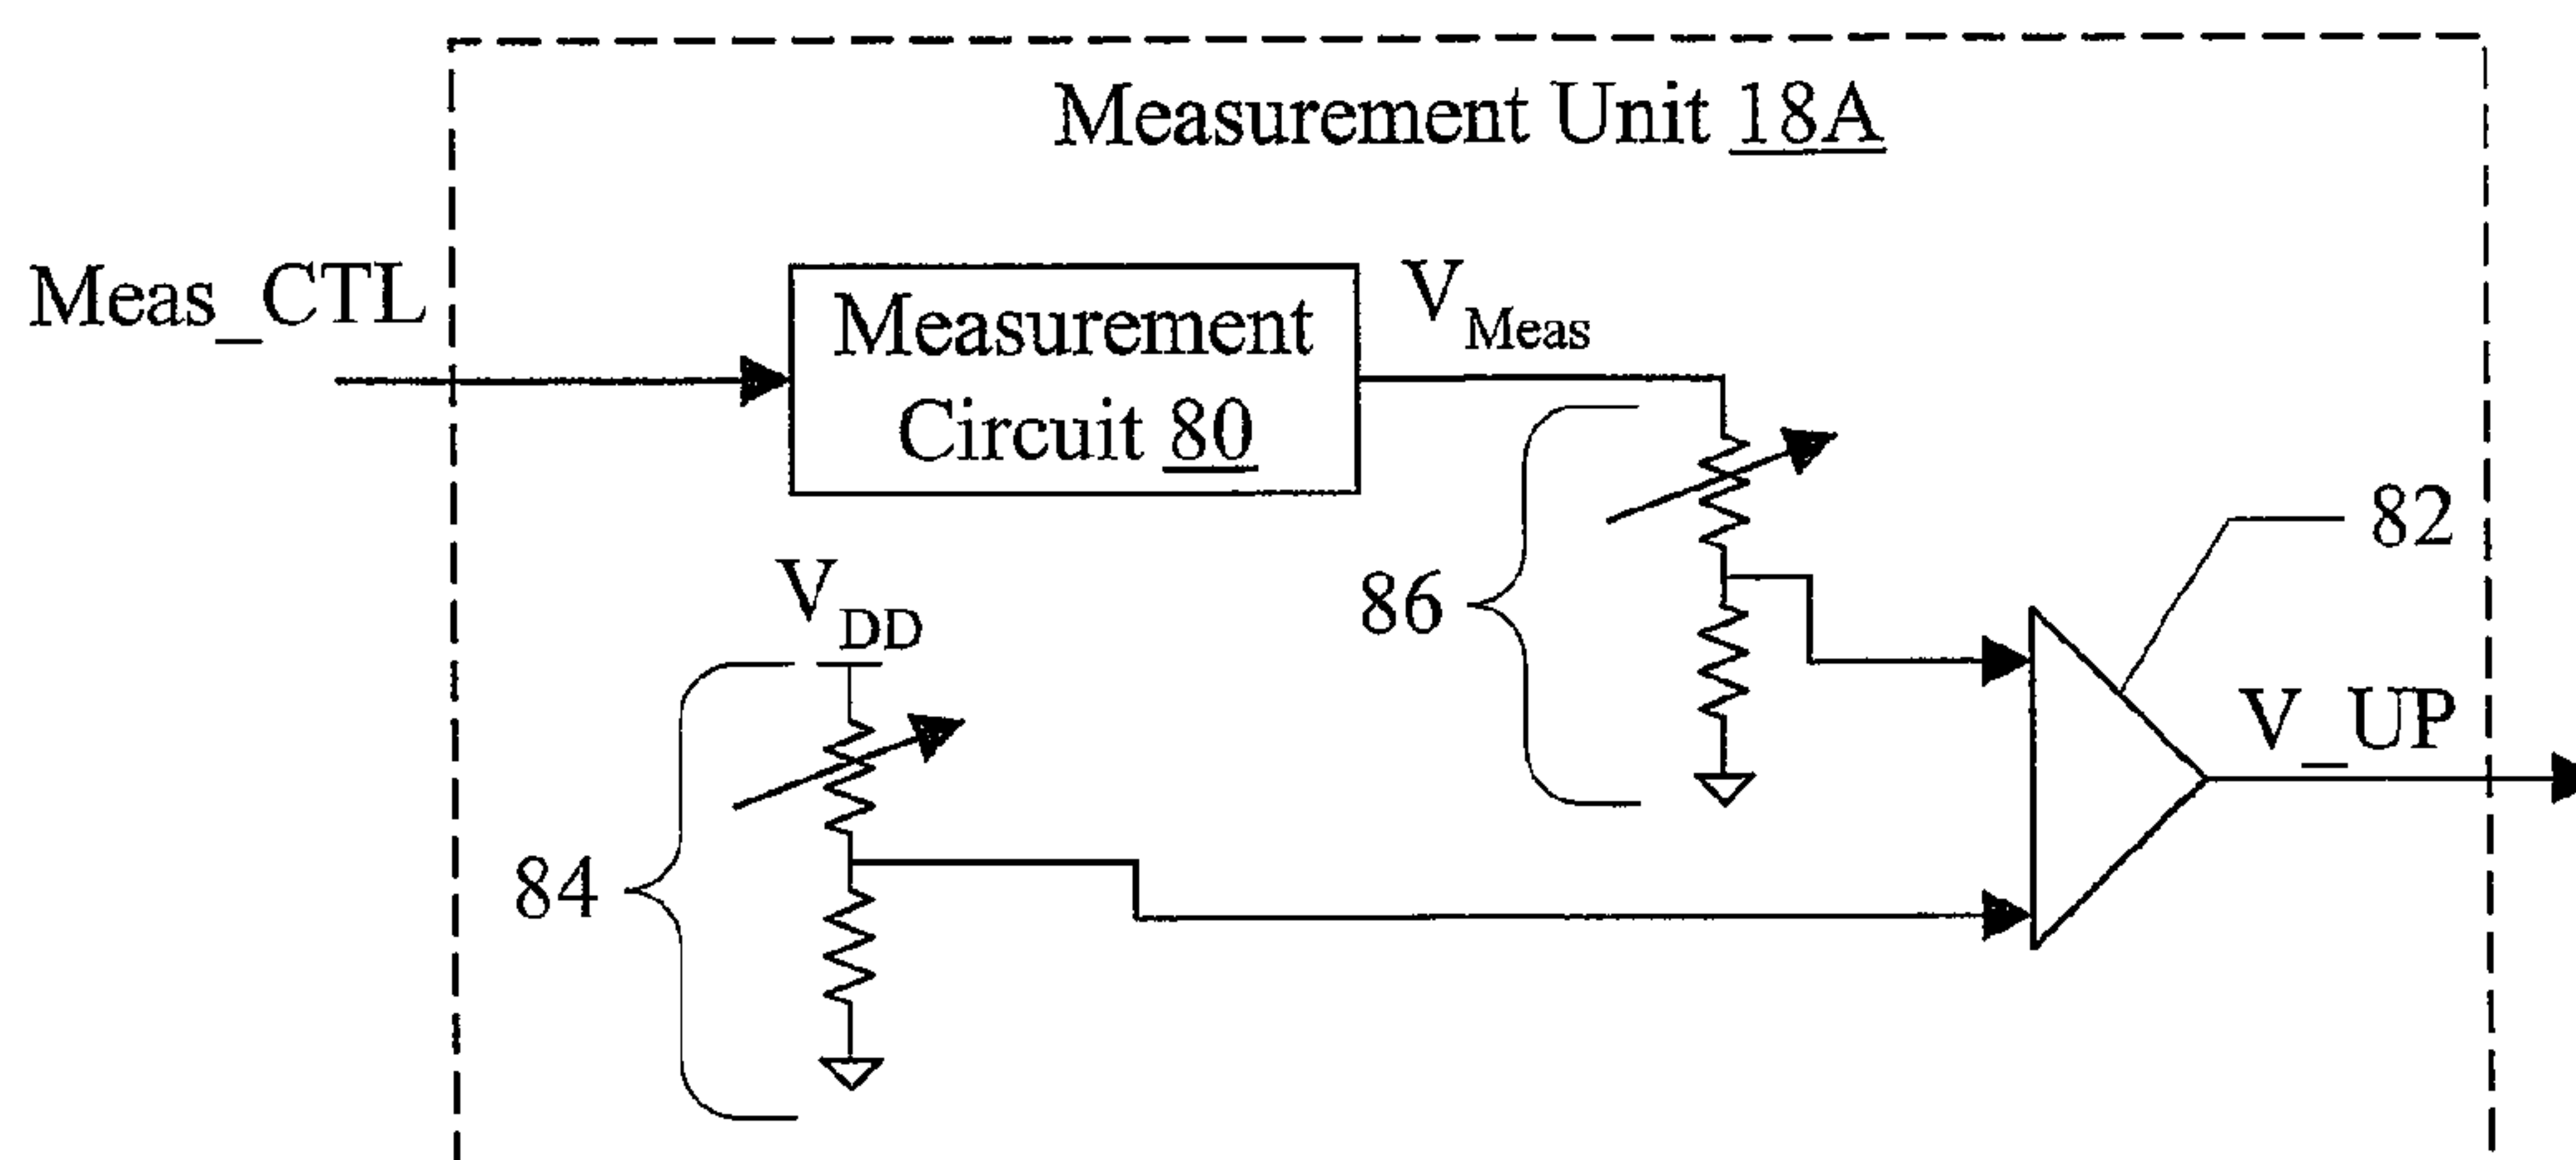 Measurement Unit 18A
Meas_CTL
Measurement
Circuit 80
VMeas
82
VDD
86
V_UP
84